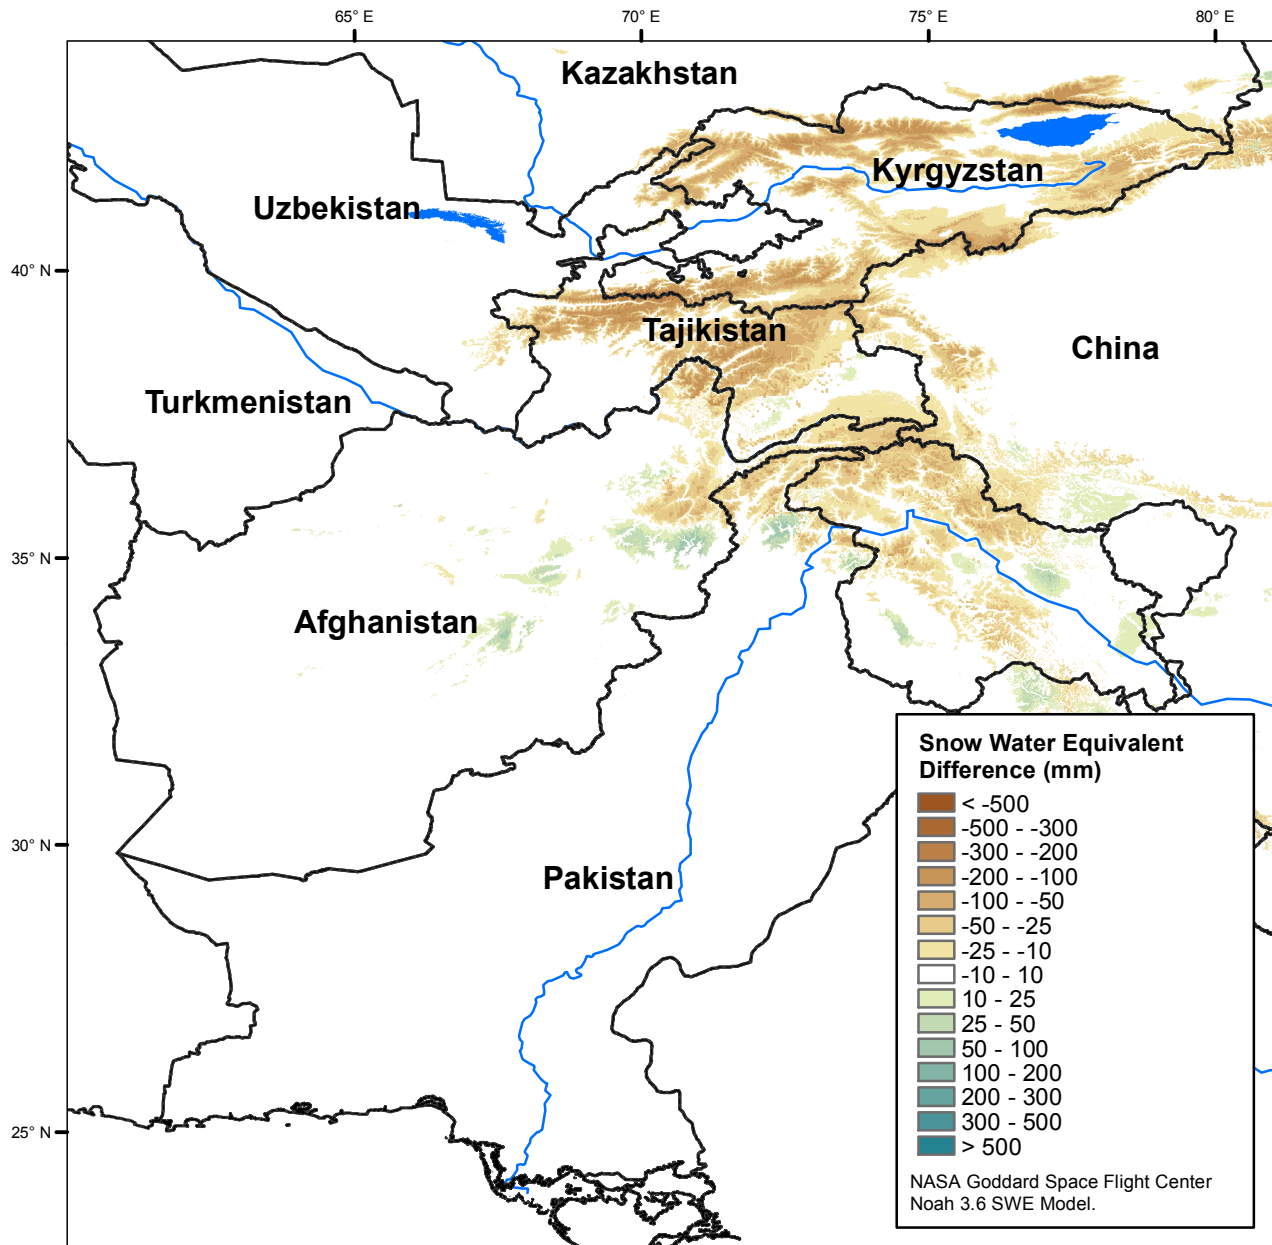 65° E
70° E
75° E
80° E
Kazakhstan
Kyrgyzstan
Uzbekistan
40° N
Tajikistan
China
Turkmenistan
35° N
Afghanistan
Snow Water Equivalent
Difference (mm)
< -500
-500 - -300
-300 - -200
-200 - -100
-100 - -50
-50 - -25
-25 - -10
-10 - 10
10 - 25
25 - 50
50 - 100
100 - 200
200 - 300
300 - 500
> 500
NASA Goddard Space Flight Center
Noah 3.6 SWE Model.
30° N
Pakistan
25° N